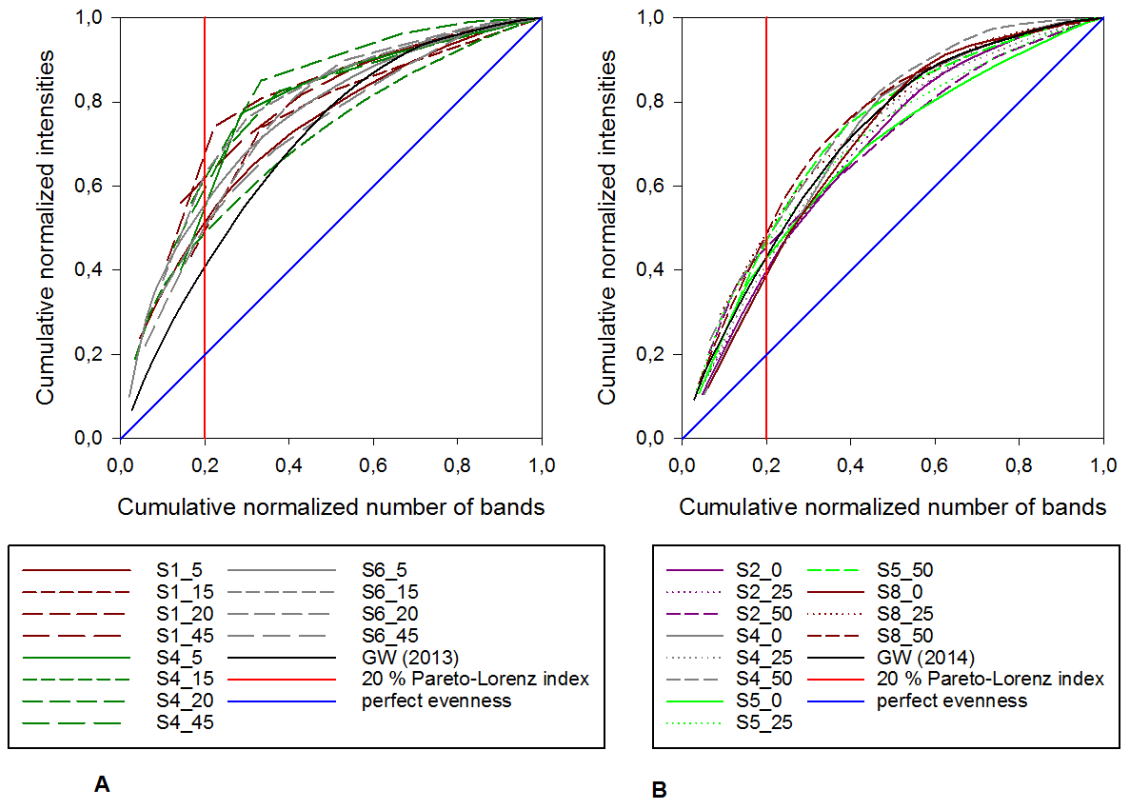 Cumulative normalized intensities
1,0
0,8
0,6
0,4
0,2
0,0
0,0 0,2 0,4 0,6 0,8 1,0
Cumulative normalized number of bands
S1_5 S6_5
S1_15 S6_15
S1_20 S6_20
S1_45 S6_45
S4_5 GW (2013)
S4_15 20 % Pareto-Lorenz index
S4_20 perfect evenness
S4_45
A
Cumulative normalized intensities
1,0
0,8
0,6
0,4
0,2
0,0
0,0 0,2 0,4 0,6 0,8 1,0
Cumulative normalized number of bands
S2_0 S5_50
S2_25 S8_0
S2_50 S8_25
S4_0 S8_50
S4_25 GW (2014)
S4_50 20 % Pareto-Lorenz index
S5_0 perfect evenness
S5_25
B